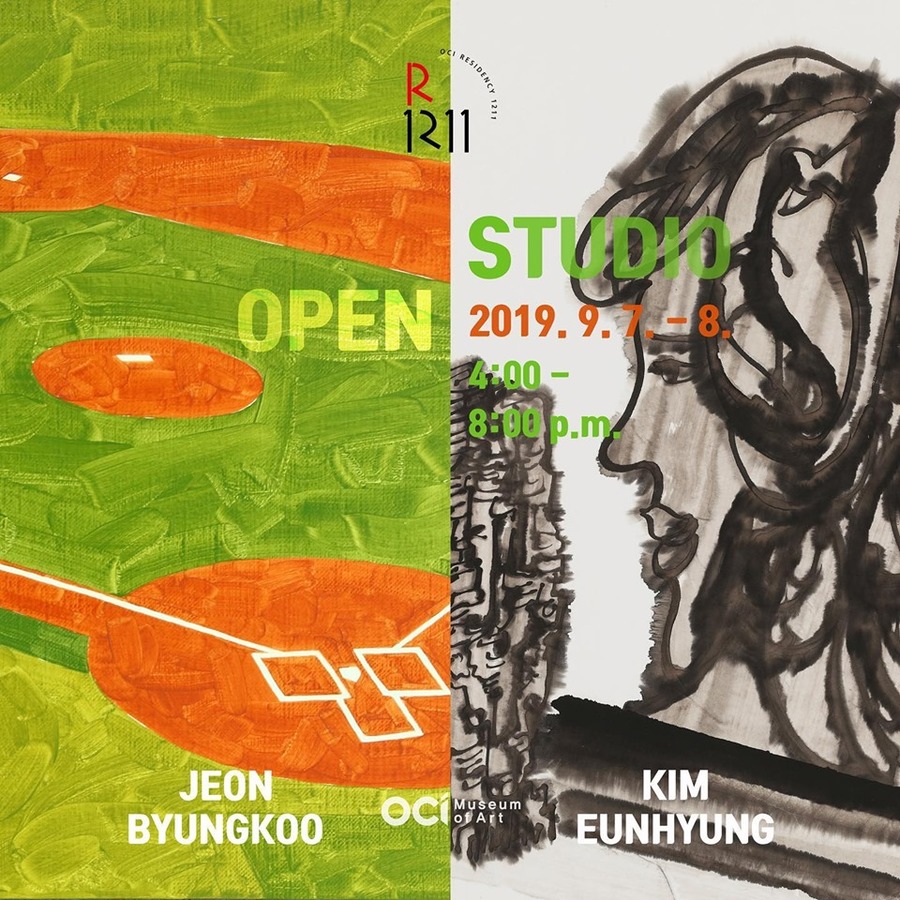 OCI RESIDENCY 1211
R
1211
OPEN STUDIO
2019. 9. 7. – 8.
4:00 –
8:00 p.m.
JEON
BYUNGKOO
OCI Museum
of Art
KIM
EUNHYUNG